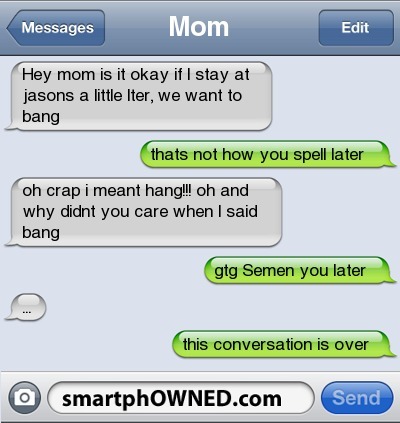 Messages
Mom
Edit
Hey mom is it okay if I stay at
jasons a little lter, we want to
bang
thats not how you spell later
oh crap i meant hang!!! oh and
why didnt you care when I said
bang
gtg Semen you later
...
this conversation is over
smartphOWNED.com
Send